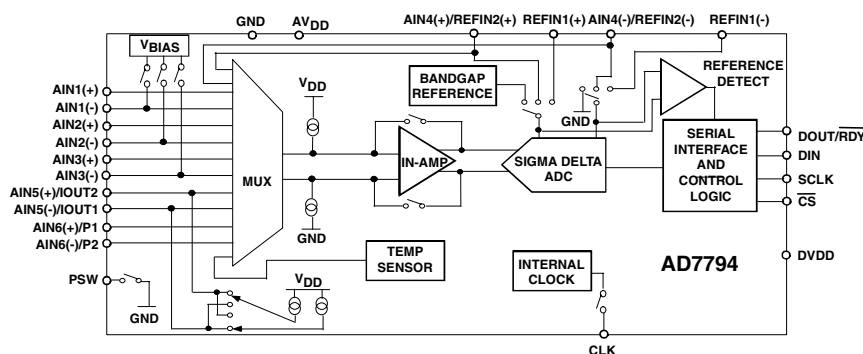 GND
AVDD
AIN4(+)/REFIN2(+)
REFIN1(+)
AIN4(-)/REFIN2(-)
REFIN1(-)
VBIAS
VDD
BANDGAP
REFERENCE
GND
REFERENCE
DETECT
AIN1(+)
AIN1(-)
AIN2(+)
AIN2(-)
AIN3(+)
AIN3(-)
AIN5(+)/IOUT2
AIN5(-)/IOUT1
AIN6(+)/P1
AIN6(-)/P2
MUX
IN-AMP
SIGMA DELTA
ADC
SERIAL
INTERFACE
AND
CONTROL
LOGIC
DOUT/RDY
DIN
SCLK
CS
GND
TEMP
SENSOR
INTERNAL
CLOCK
AD7794
DVDD
PSW
GND
VDD
CLK